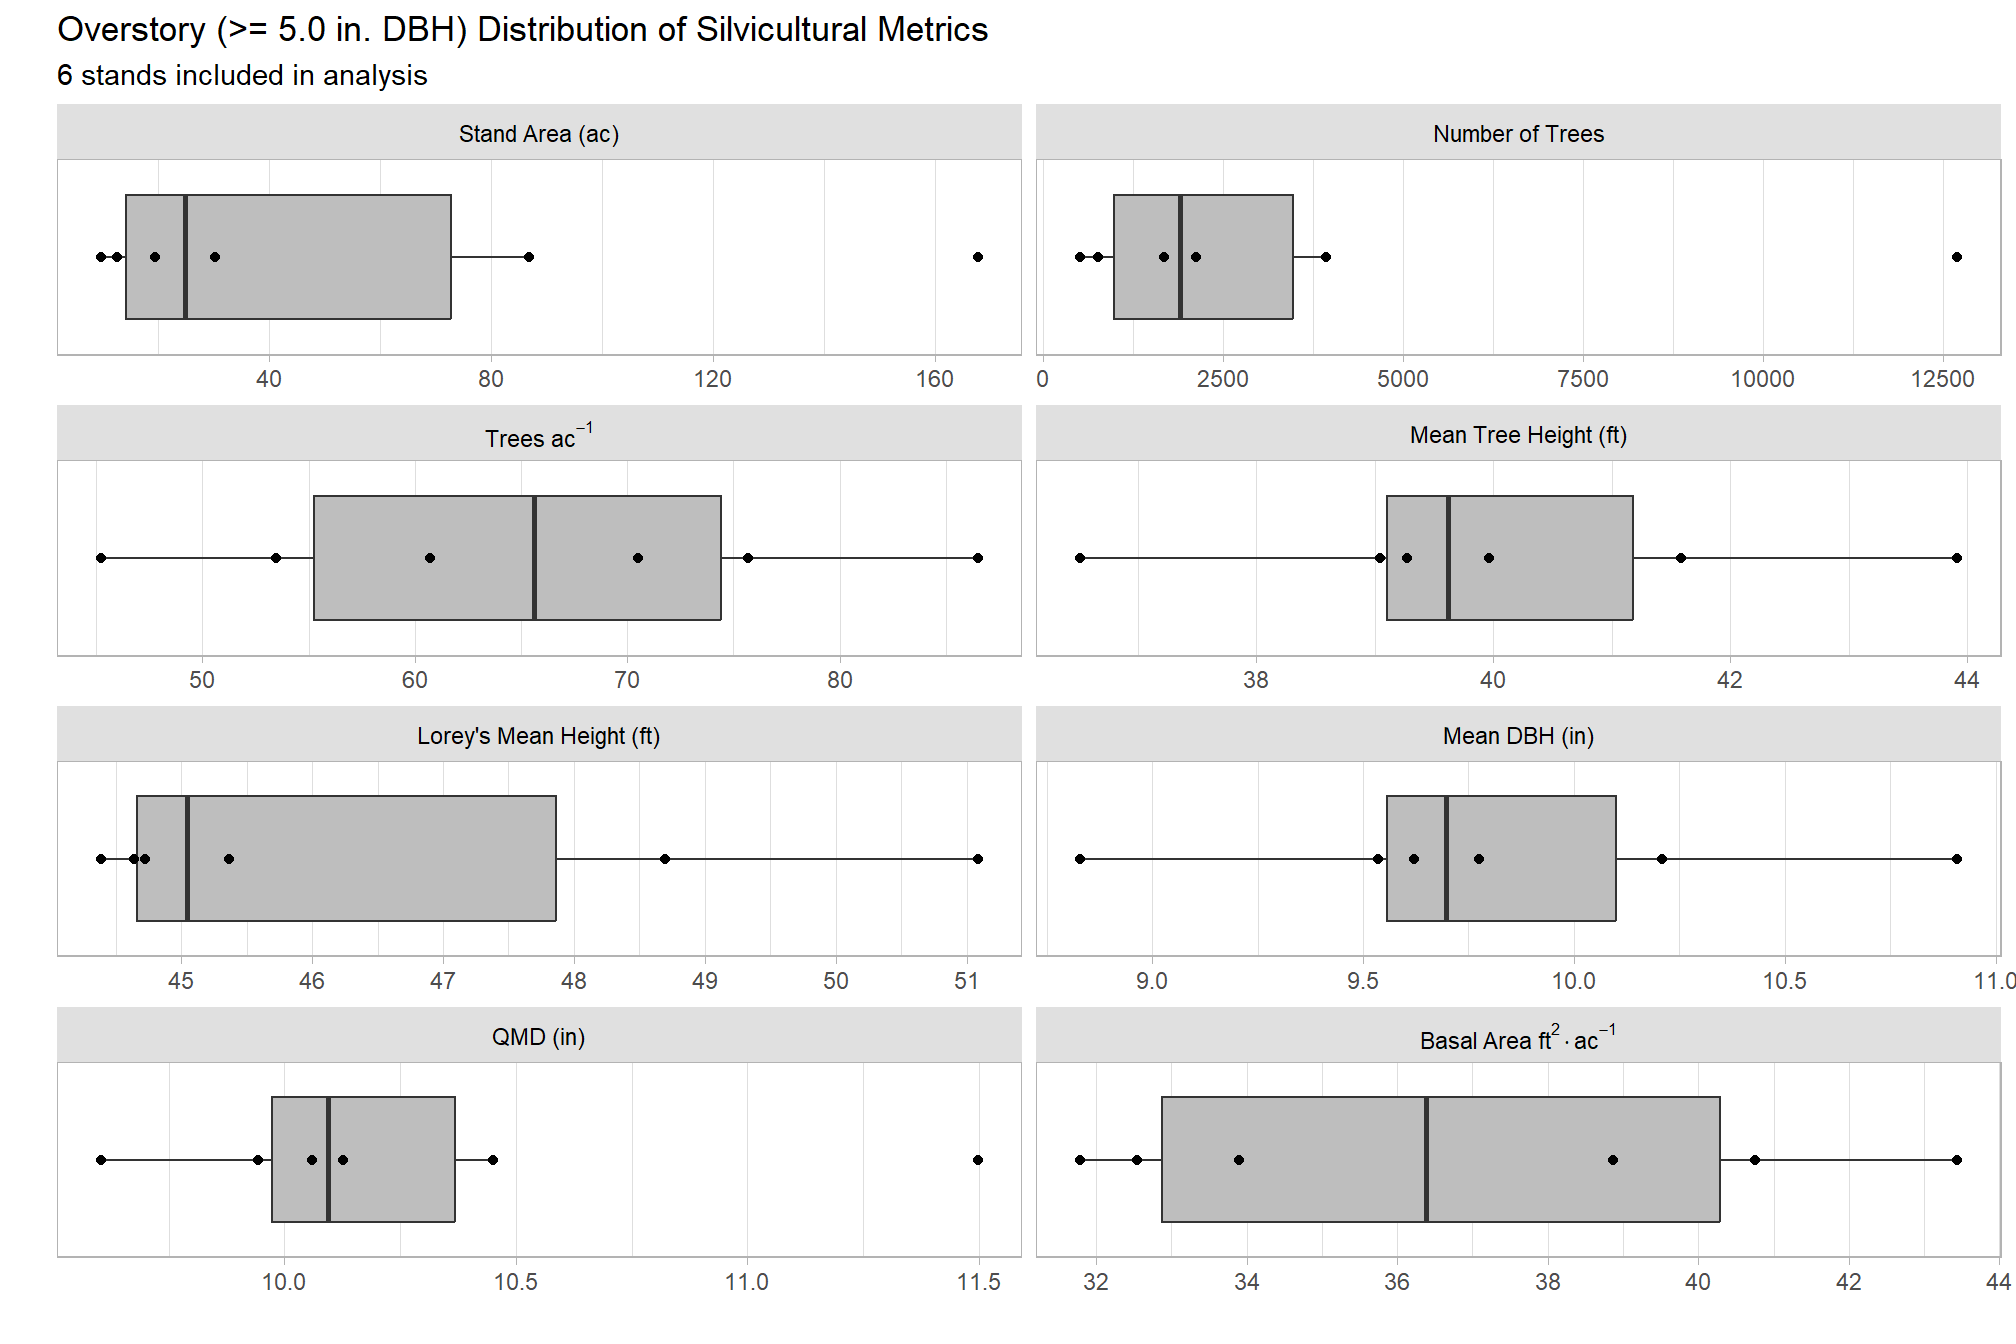 Overstory (>= 5.0 in. DBH) Distribution of Silvicultural Metrics
6 stands included in analysis
Stand Area (ac)
40 80 120 160
Number of Trees
0 2500 5000 7500 10000 12500
Trees ac⁻¹
50 60 70 80
Mean Tree Height (ft)
38 40 42 44
Lorey's Mean Height (ft)
45 46 47 48 49 50 51
Mean DBH (in)
9.0 9.5 10.0 10.5 11.0
QMD (in)
10.0 10.5 11.0 11.5
Basal Area ft² · ac⁻¹
32 34 36 38 40 42 44